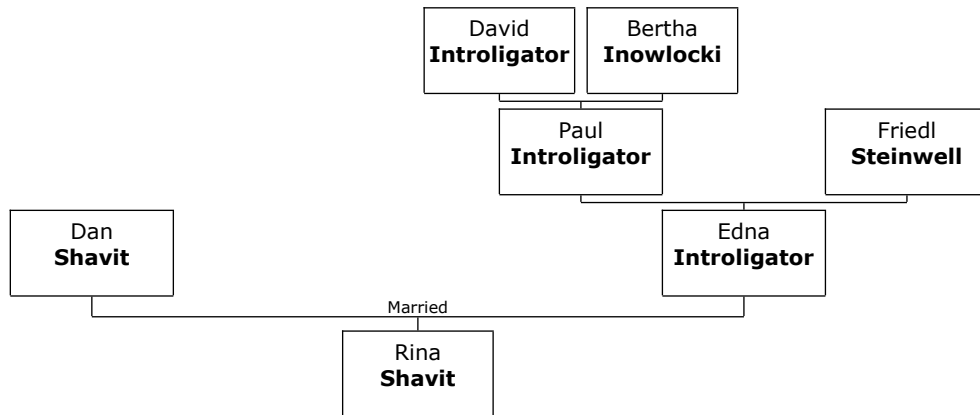 David
Introligator
Bertha
Inowlocki
Paul
Introligator
Friedl
Steinwell
Dan
Shavit
Edna
Introligator
Married
Rina
Shavit